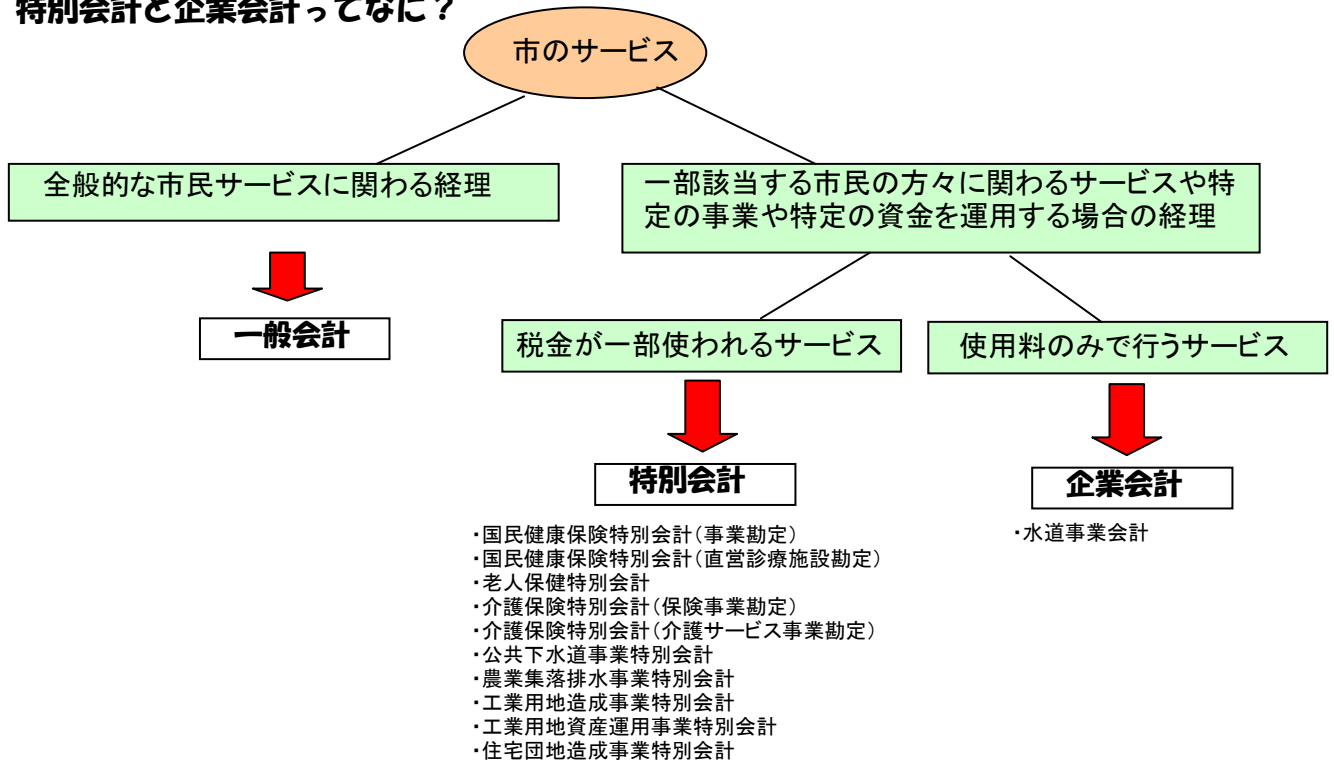 特別会計と企業会計ってなに？
市のサービス
全般的な市民サービスに関わる経理
一部該当する市民の方々に関わるサービスや特
定の事業や特定の資金を運用する場合の経理
一般会計
税金が一部使われるサービス
使用料のみで行うサービス
特別会計
企業会計
・国民健康保険特別会計（事業勘定）
・国民健康保険特別会計（直営診療施設勘定）
・老人保健特別会計
・介護保険特別会計（保険事業勘定）
・介護保険特別会計（介護サービス事業勘定）
・公共下水道事業特別会計
・農業集落排水事業特別会計
・工業用地造成事業特別会計
・工業用地資産運用事業特別会計
・住宅団地造成事業特別会計
・水道事業会計